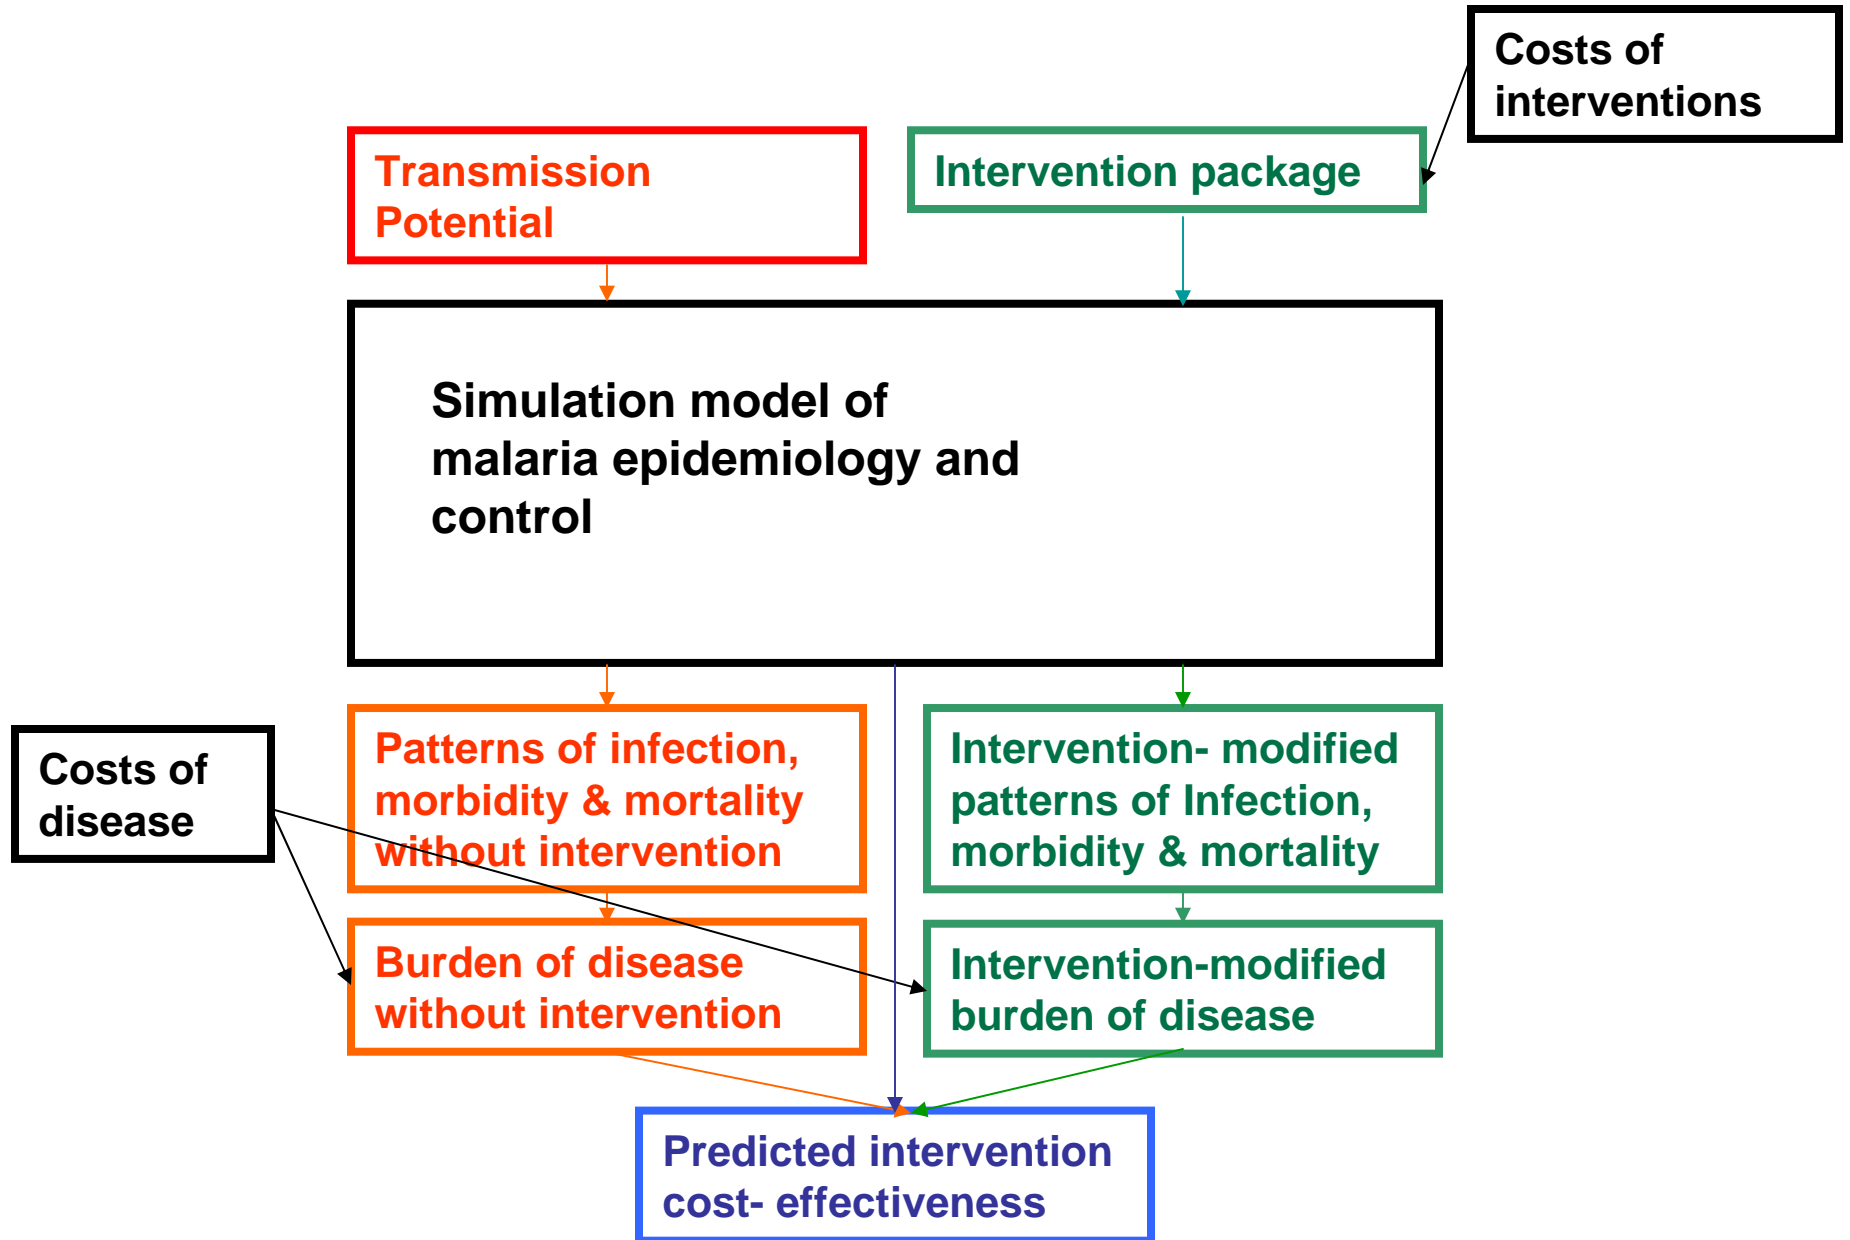 Costs of
interventions
Transmission
Potential
Intervention package
Simulation model of
malaria epidemiology and
control
Costs of
disease
Patterns of infection,
morbidity & mortality
without intervention
Intervention- modified
patterns of Infection,
morbidity & mortality
Burden of disease
without intervention
Intervention-modified
burden of disease
Predicted intervention
cost- effectiveness